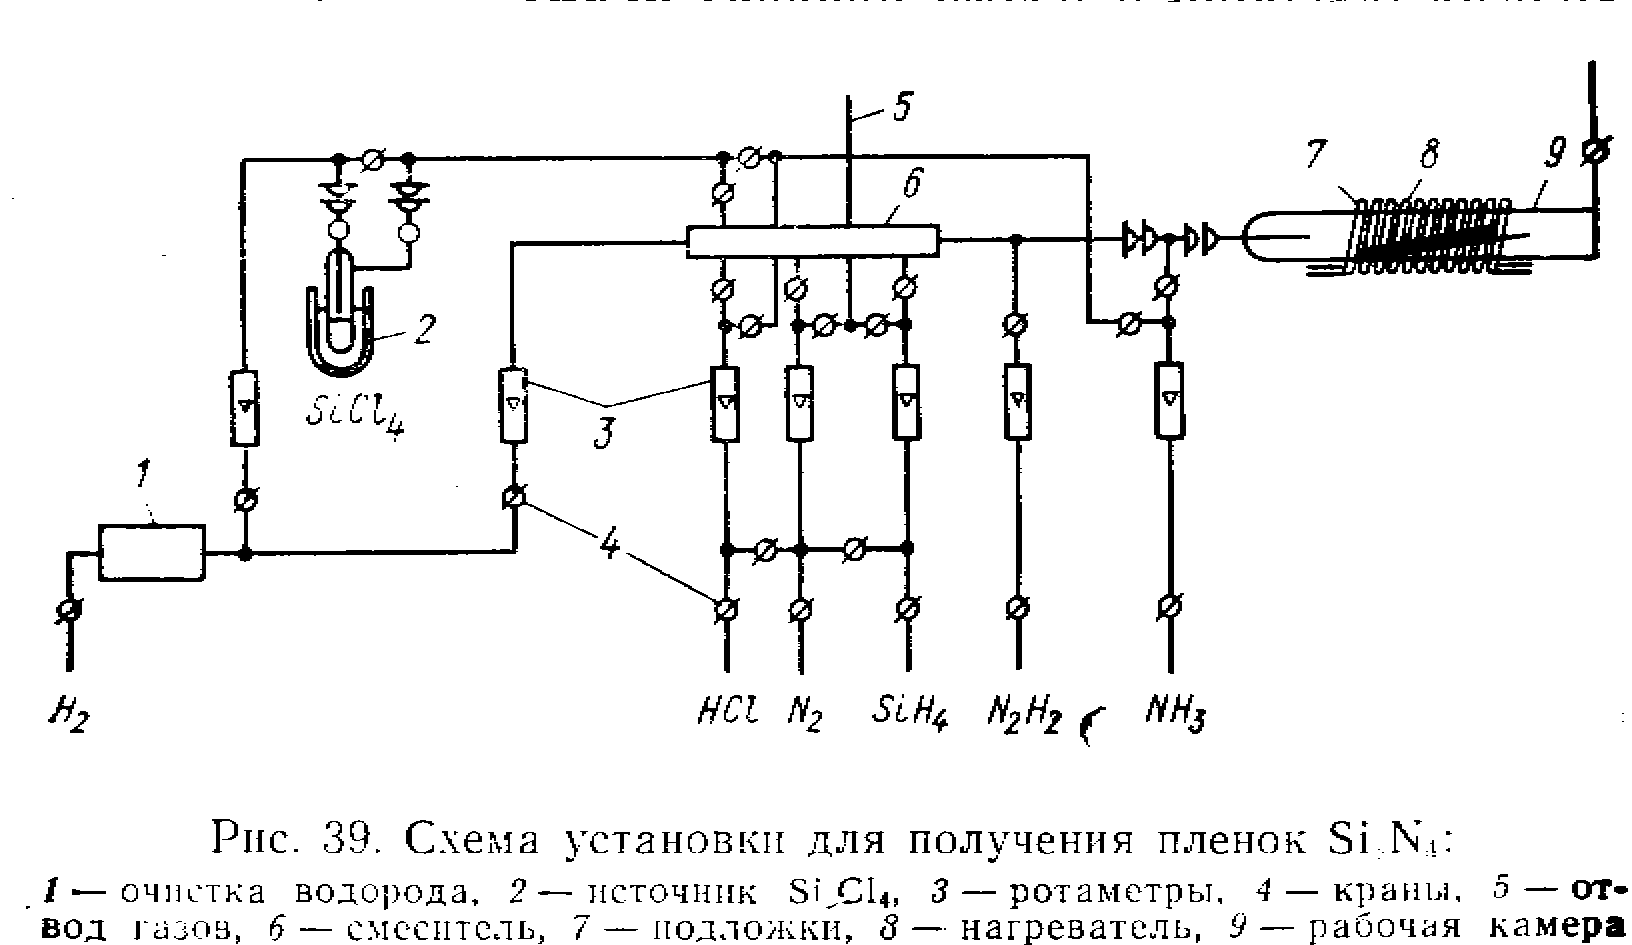 5
6
7 8 9
2
SiCl4
3
1
4
H2
HCl N2 SiH4 N2H2 NH3
Рис. 39. Схема установки для получения пленок Si3N4:
1 — очистка водорода, 2 — источник SiCl4, 3 — ротаметры, 4 — краны, 5 — от-
вод газов, 6 — смеситель, 7 — подложки, 8 — нагреватель, 9 — рабочая камера